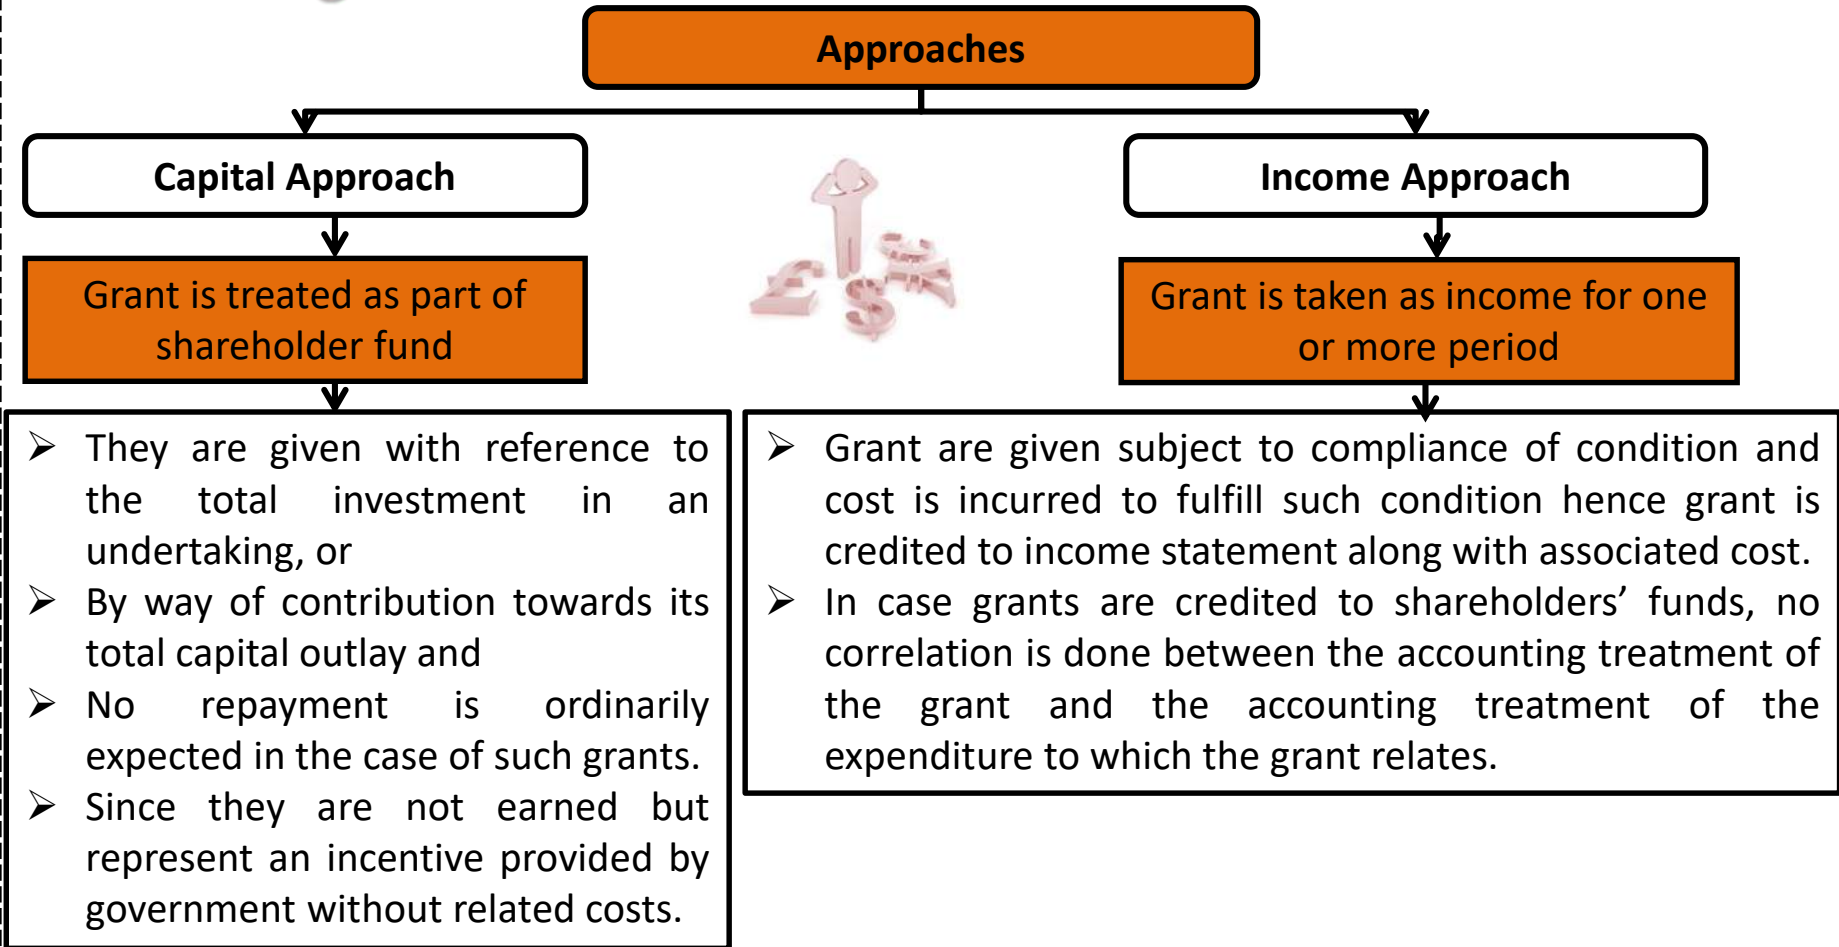 Approaches
Capital Approach
Income Approach
Grant is treated as part of
shareholder fund
Grant is taken as income for one
or more period
➢ They are given with reference to
the total investment in an
undertaking, or
➢ By way of contribution towards its
total capital outlay and
➢ No repayment is ordinarily
expected in the case of such grants.
➢ Since they are not earned but
represent an incentive provided by
government without related costs.
➢ Grant are given subject to compliance of condition and
cost is incurred to fulfill such condition hence grant is
credited to income statement along with associated cost.
➢ In case grants are credited to shareholders’ funds, no
correlation is done between the accounting treatment of
the grant and the accounting treatment of the
expenditure to which the grant relates.